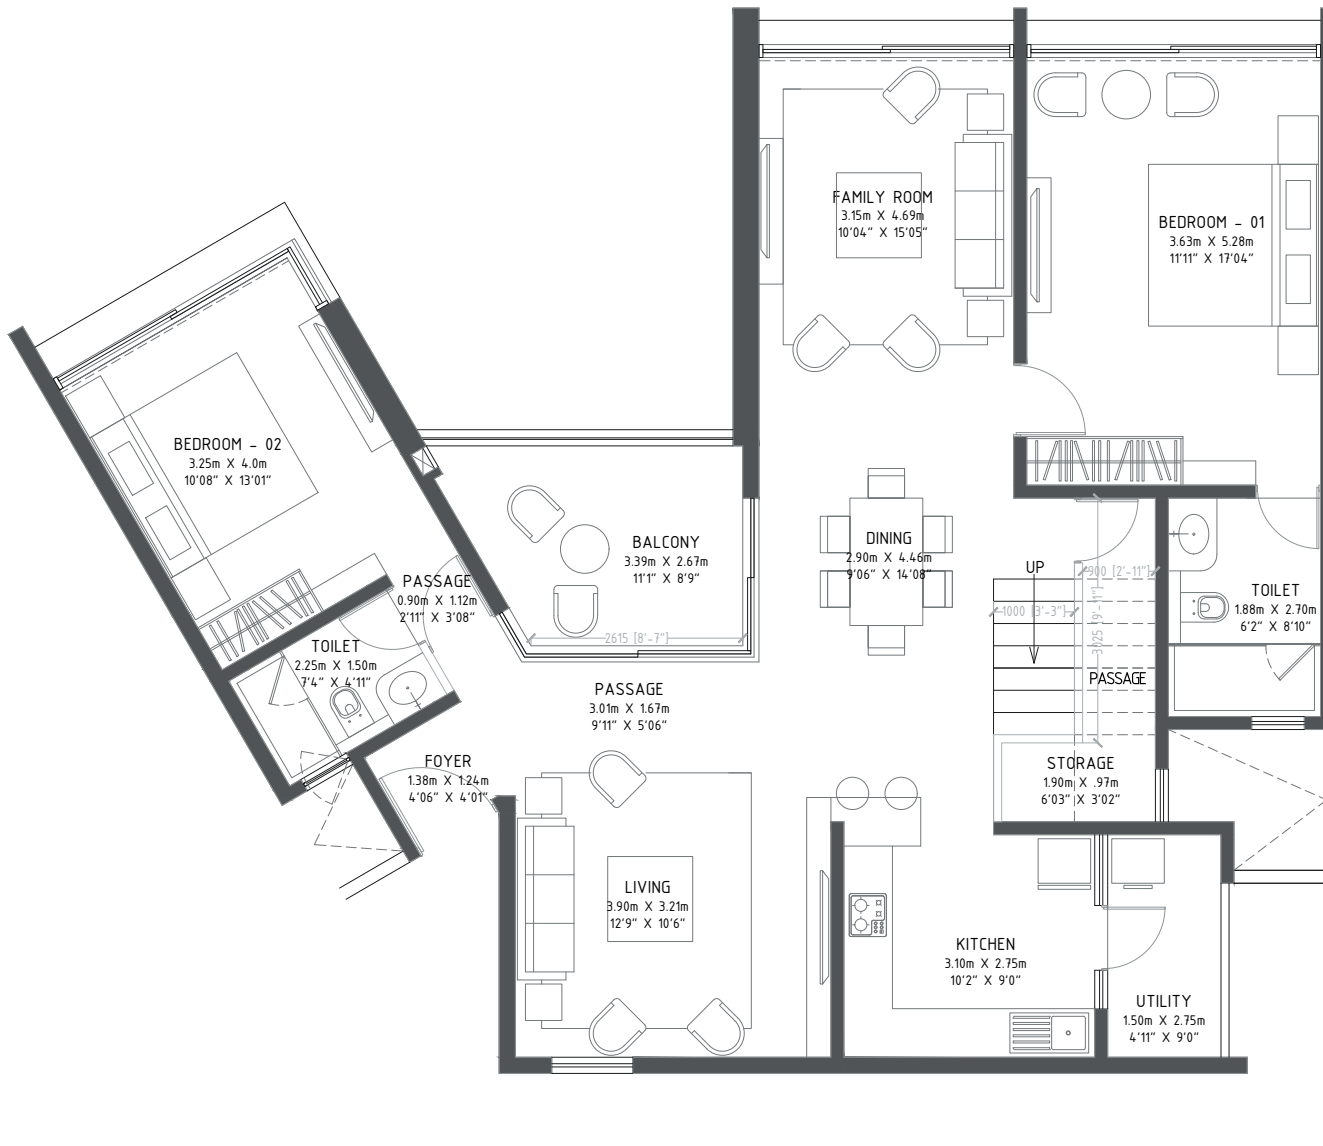 FAMILY ROOM
3.15m X 4.69m
10'04" X 15'05"
BEDROOM - 01
3.63m X 5.28m
11'11" X 17'04"
BEDROOM - 02
3.25m X 4.0m
10'08" X 13'01"
BALCONY
3.39m X 2.67m
11'1" X 8'9"
2615 [8'-7"]
DINING
2.90m X 4.46m
9'06" X 14'08"
PASSAGE
0.90m X 1.12m
2'11" X 3'08"
TOILET
2.25m X 1.50m
7'4" X 4'11"
UP
900 [2'-11"]
1000 [3'-3"]
3025 [9'-11"]
PASSAGE
TOILET
1.88m X 2.70m
6'2" X 8'10"
PASSAGE
3.01m X 1.67m
9'11" X 5'06"
FOYER
1.38m X 1.24m
4'06" X 4'01"
STORAGE
1.90m X .97m
6'03" X 3'02"
LIVING
3.90m X 3.21m
12'9" X 10'6"
KITCHEN
3.10m X 2.75m
10'2" X 9'0"
UTILITY
1.50m X 2.75m
4'11" X 9'0"